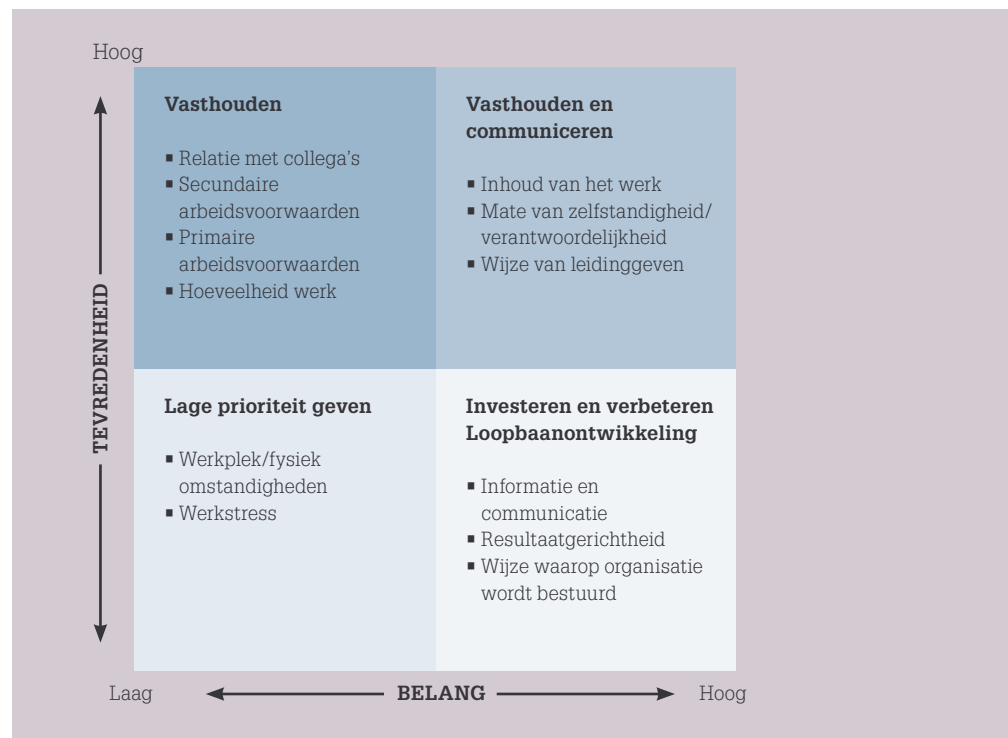 Hoog
Vasthouden
▪ Relatie met collega's
▪ Secundaire
arbeidsvoorwaarden
▪ Primaire
arbeidsvoorwaarden
▪ Hoeveelheid werk
Vasthouden en
communiceren
▪ Inhoud van het werk
▪ Mate van zelfstandigheid/
verantwoordelijkheid
▪ Wijze van leidinggeven
TEVREDENHEID
Lage prioriteit geven
▪ Werkplek/fysiek
omstandigheden
▪ Werkstress
Investeren en verbeteren
Loopbaanontwikkeling
▪ Informatie en
communicatie
▪ Resultaatgerichtheid
▪ Wijze waarop organisatie
wordt bestuurd
Laag
BELANG
Hoog